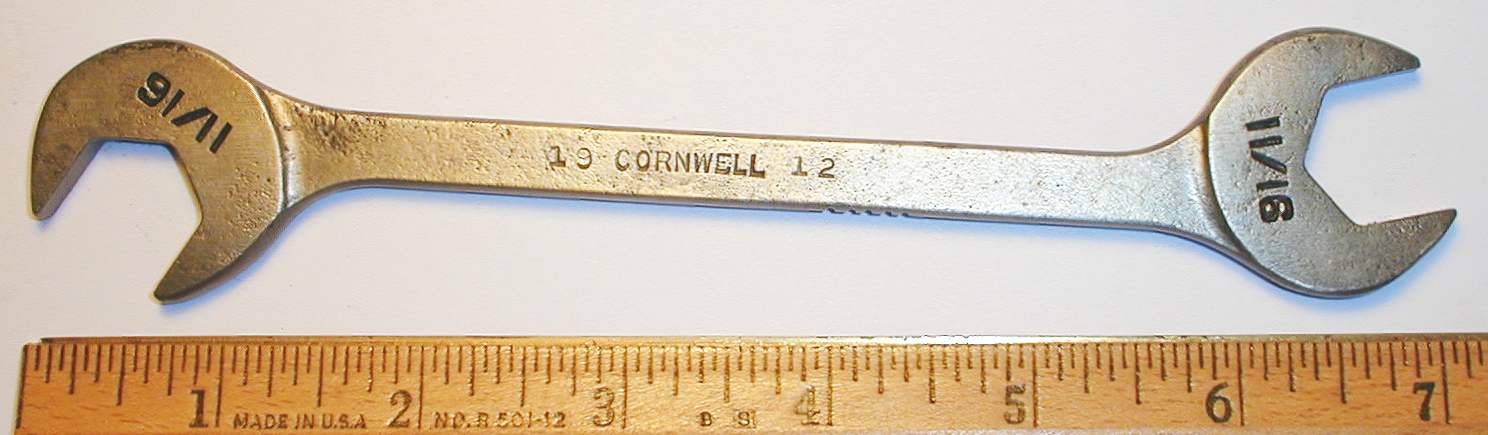 11/16
19 CORNWELL 12
11/16
1 2 3 4 5 6 7
MADE IN U.S.A NO. R 501-12 B S